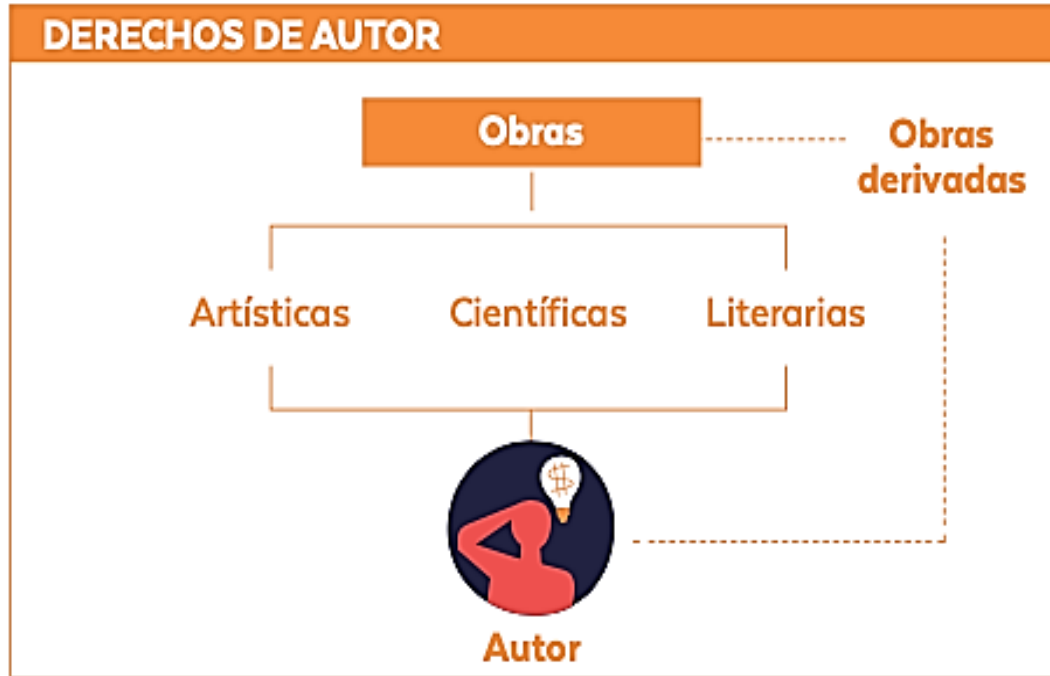 DERECHOS DE AUTOR
Obras
Obras
derivadas
Artísticas
Científicas
Literarias
Autor